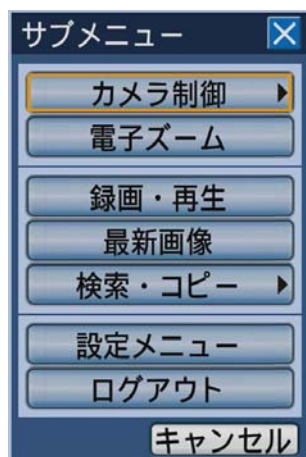 サブメニュー
カメラ制御
電子ズーム
録画・再生
最新画像
検索・コピー
設定メニュー
ログアウト
キャンセル